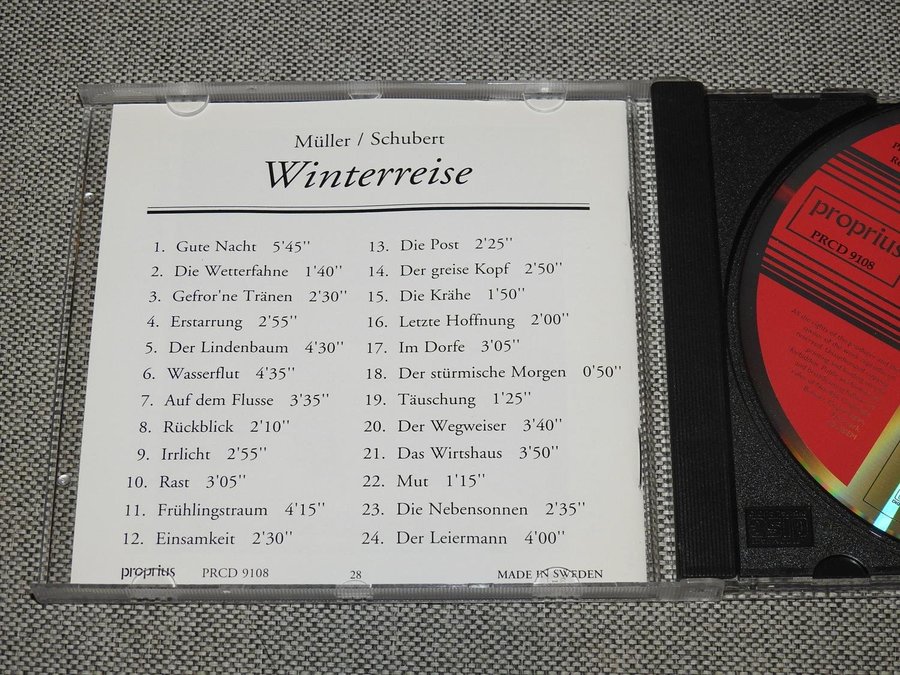 Müller / Schubert
Winterreise
1. Gute Nacht 5'45''
2. Die Wetterfahne 1'40''
3. Gefror'ne Tränen 2'30''
4. Erstarrung 2'55''
5. Der Lindenbaum 4'30''
6. Wasserflut 4'35''
7. Auf dem Flusse 3'35''
8. Rückblick 2'10''
9. Irrlicht 2'55''
10. Rast 3'05''
11. Frühlingstraum 4'15''
12. Einsamkeit 2'30''
13. Die Post 2'25''
14. Der greise Kopf 2'50''
15. Die Krähe 1'50''
16. Letzte Hoffnung 2'00''
17. Im Dorfe 3'05''
18. Der stürmische Morgen 0'50''
19. Täuschung 1'25''
20. Der Wegweiser 3'40''
21. Das Wirtshaus 3'50''
22. Mut 1'15''
23. Die Nebensonnen 2'35''
24. Der Leiermann 4'00''
proprius PRCD 9108 28 MADE IN SWEDEN
proprius
PRCD 9108